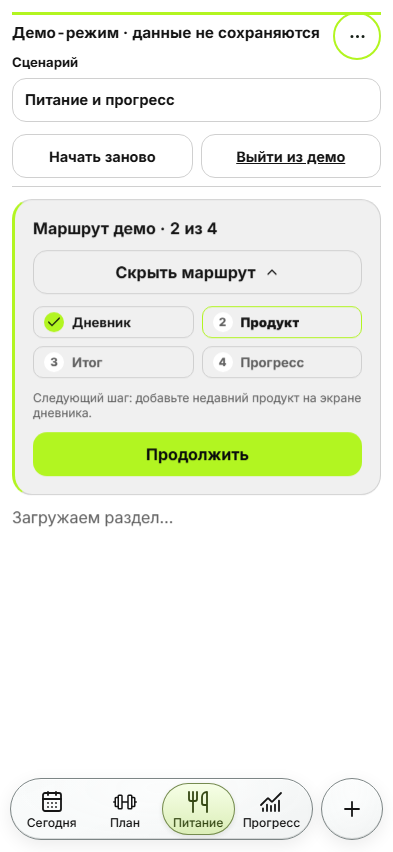 Демо-режим · данные не сохраняются
...
Сценарий
Питание и прогресс
Начать заново
Выйти из демо
Маршрут демо · 2 из 4
Скрыть маршрут
Дневник
2 Продукт
3 Итог
4 Прогресс
Следующий шаг: добавьте недавний продукт на экране
дневника.
Продолжить
Загружаем раздел...
Сегодня
План
Питание
Прогресс